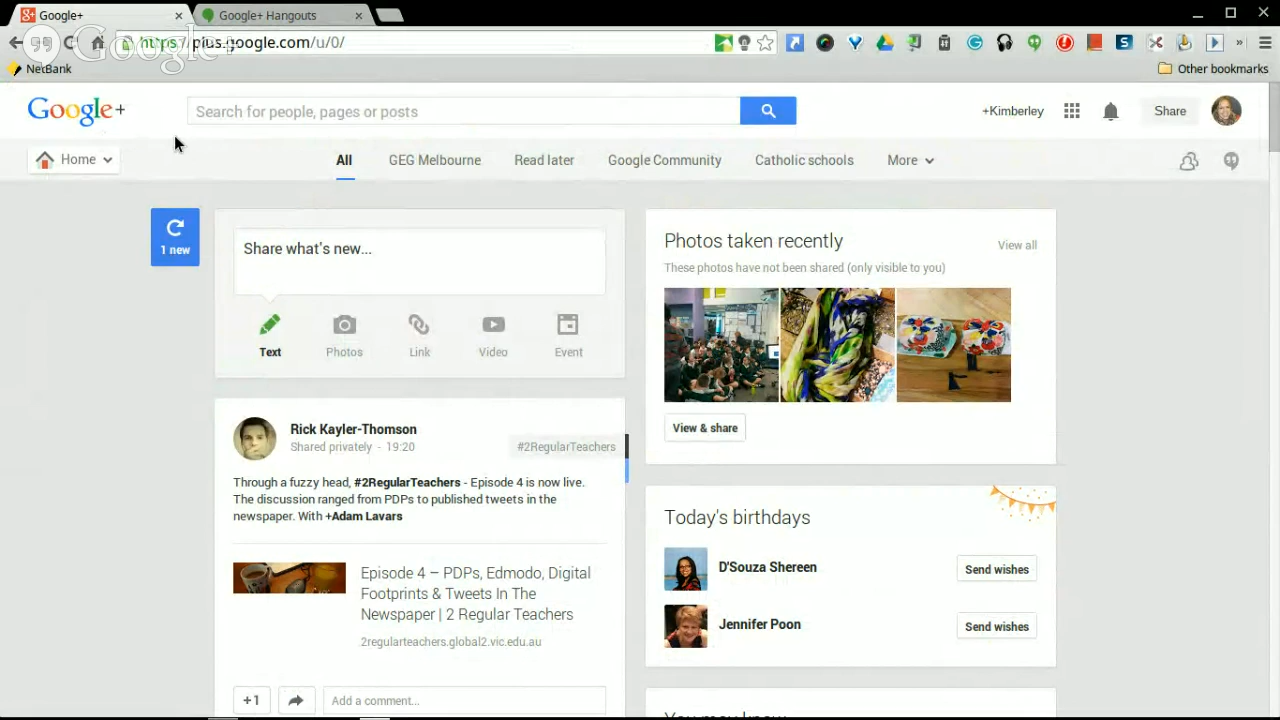 Google+
Google+ Hangouts
Google+
https://plus.google.com/u/0/
NetBank
Other bookmarks
Google+
Search for people, pages or posts
+Kimberley
Share
Home
All
GEG Melbourne
Read later
Google Community
Catholic schools
More
1 new
Share what's new...
Text
Photos
Link
Video
Event
Photos taken recently
View all
These photos have not been shared (only visible to you)
View & share
Rick Kayler-Thomson
Shared privately - 19:20
#2RegularTeachers
Through a fuzzy head, #2RegularTeachers - Episode 4 is now live.
The discussion ranged from PDPs to published tweets in the
newspaper. With +Adam Lavars
Episode 4 – PDPs, Edmodo, Digital
Footprints & Tweets In The
Newspaper | 2 Regular Teachers
2regularteachers.global2.vic.edu.au
+1
Add a comment...
Today's birthdays
D'Souza Shereen
Send wishes
Jennifer Poon
Send wishes
You may know